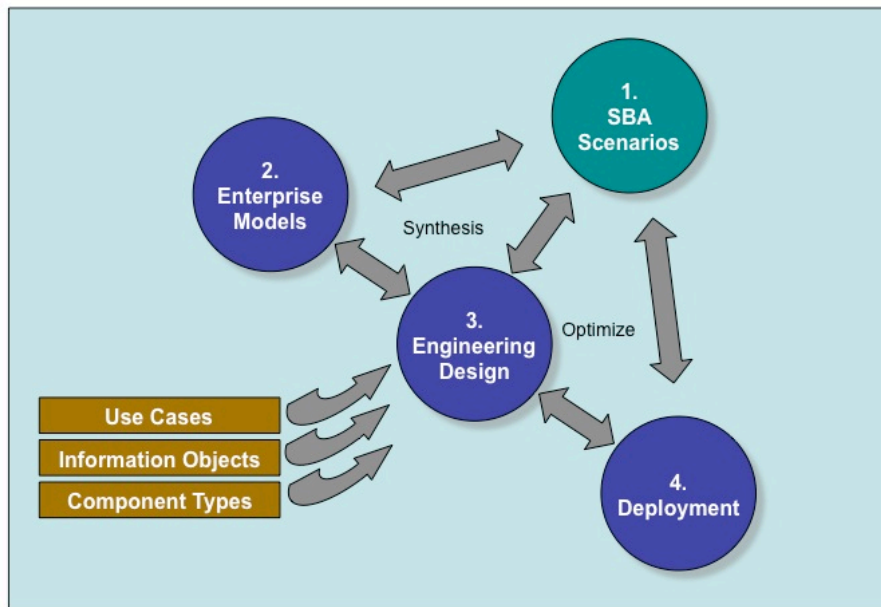 1.
SBA
Scenarios
2.
Enterprise
Models
Synthesis
3.
Engineering
Design
Optimize
Use Cases
Information Objects
Component Types
4.
Deployment